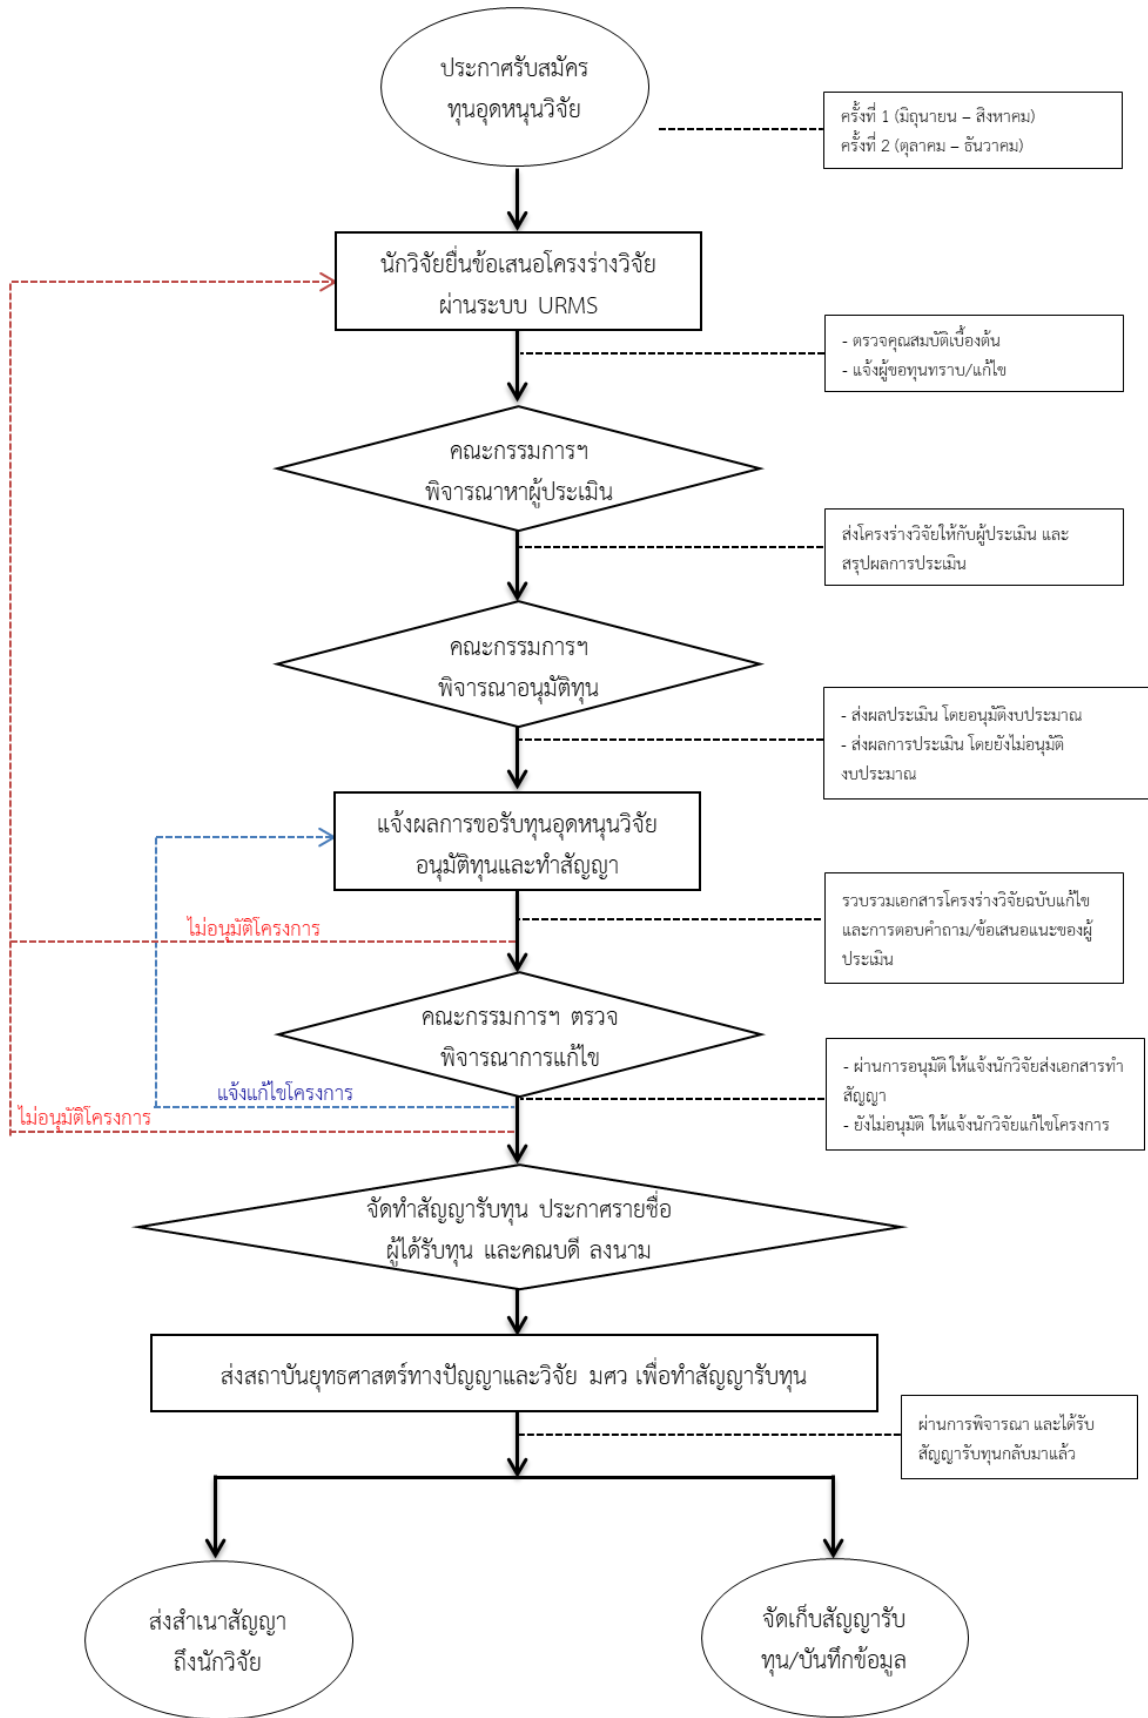 ประกาศรับสมัคร
ทุนอุดหนุนวิจัย
ครั้งที่ 1 (มิถุนายน – สิงหาคม)
ครั้งที่ 2 (ตุลาคม – ธันวาคม)
นักวิจัยยื่นข้อเสนอโครงร่างวิจัย
ผ่านระบบ URMS
- ตรวจคุณสมบัติเบื้องต้น
- แจ้งผู้ขอทุนทราบ/แก้ไข
คณะกรรมการฯ
พิจารณาหาผู้ประเมิน
ส่งโครงร่างวิจัยให้กับผู้ประเมิน และ
สรุปผลการประเมิน
คณะกรรมการฯ
พิจารณาอนุมัติทุน
- ส่งผลประเมิน โดยอนุมัติงบประมาณ
- ส่งผลการประเมิน โดยยังไม่อนุมัติ
งบประมาณ
แจ้งผลการขอรับทุนอุดหนุนวิจัย
อนุมัติทุนและทำสัญญา
รวบรวมเอกสารโครงร่างวิจัยฉบับแก้ไข
และการตอบคำถาม/ข้อเสนอแนะของผู้
ประเมิน
ไม่อนุมัติโครงการ
คณะกรรมการฯ ตรวจ
พิจารณาการแก้ไข
- ผ่านการอนุมัติ ให้แจ้งนักวิจัยส่งเอกสารทำ
สัญญา
- ยังไม่อนุมัติ ให้แจ้งนักวิจัยแก้ไขโครงการ
แจ้งแก้ไขโครงการ
ไม่อนุมัติโครงการ
จัดทำสัญญารับทุน ประกาศรายชื่อ
ผู้ได้รับทุน และคณบดี ลงนาม
ส่งสถาบันยุทธศาสตร์ทางปัญญาและวิจัย มศว เพื่อทำสัญญารับทุน
ผ่านการพิจารณา และได้รับ
สัญญารับทุนกลับมาแล้ว
ส่งสำเนาสัญญา
ถึงนักวิจัย
จัดเก็บสัญญารับ
ทุน/บันทึกข้อมูล